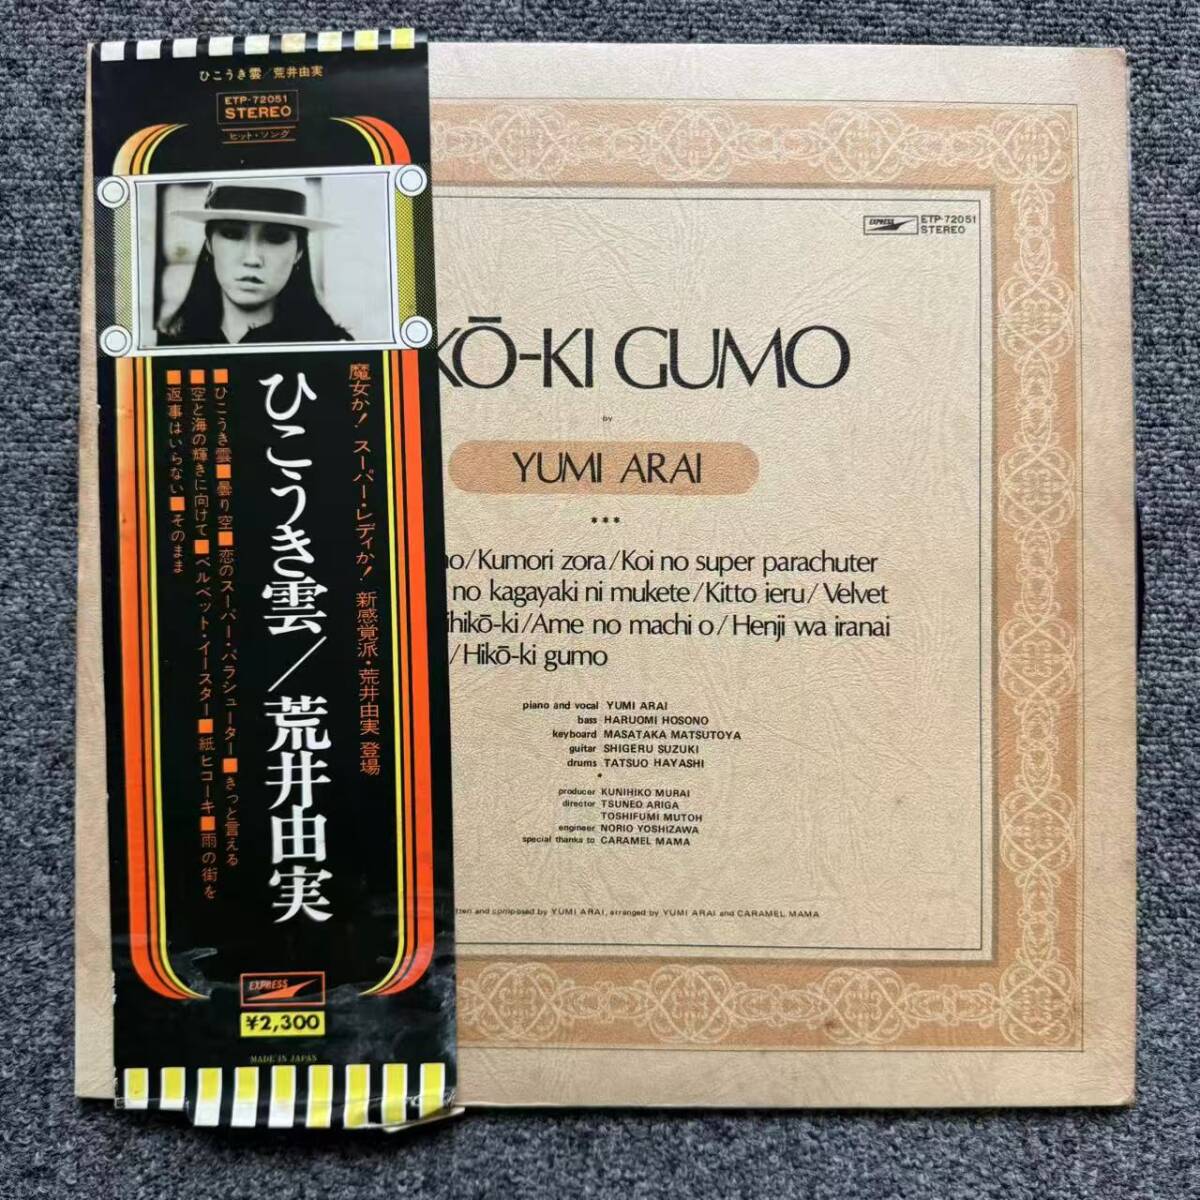 ひこうき雲／荒井由実
ETP-72051
STEREO
ヒット・ソング
魔女か！スーパー・レディか！新感覚派・荒井由実 登場
ひこうき雲／荒井由実
■ひこうき雲■曇り空■恋のスーパー・パラシューター■きっと言える
■空と海の輝きに向けて■ベルベット・イースター■紙ヒコーキ■雨の街を
■返事はいらない■そのまま
EXPRESS
¥2,300
MADE IN JAPAN
EXPRESS
ETP-72051
STEREO
KŌ-KI GUMO
BY
YUMI ARAI
***
no/Kumori zora/Koi no super parachuter
no kagayaki ni mukete/Kitto ieru/Velvet
ihikō-ki/Ame no machi o/Henji wa iranai
/Hikō-ki gumo
piano and vocal YUMI ARAI
bass HARUOMI HOSONO
keyboard MASATAKA MATSUTOYA
guitar SHIGERU SUZUKI
drums TATSUO HAYASHI
*
producer KUNIHIKO MURAI
director TSUNEO ARIGA
TOSHIFUMI MUTOH
engineer NORIO YOSHIZAWA
special thanks to CARAMEL MAMA
tten and composed by YUMI ARAI, arranged by YUMI ARAI and CARAMEL MAMA